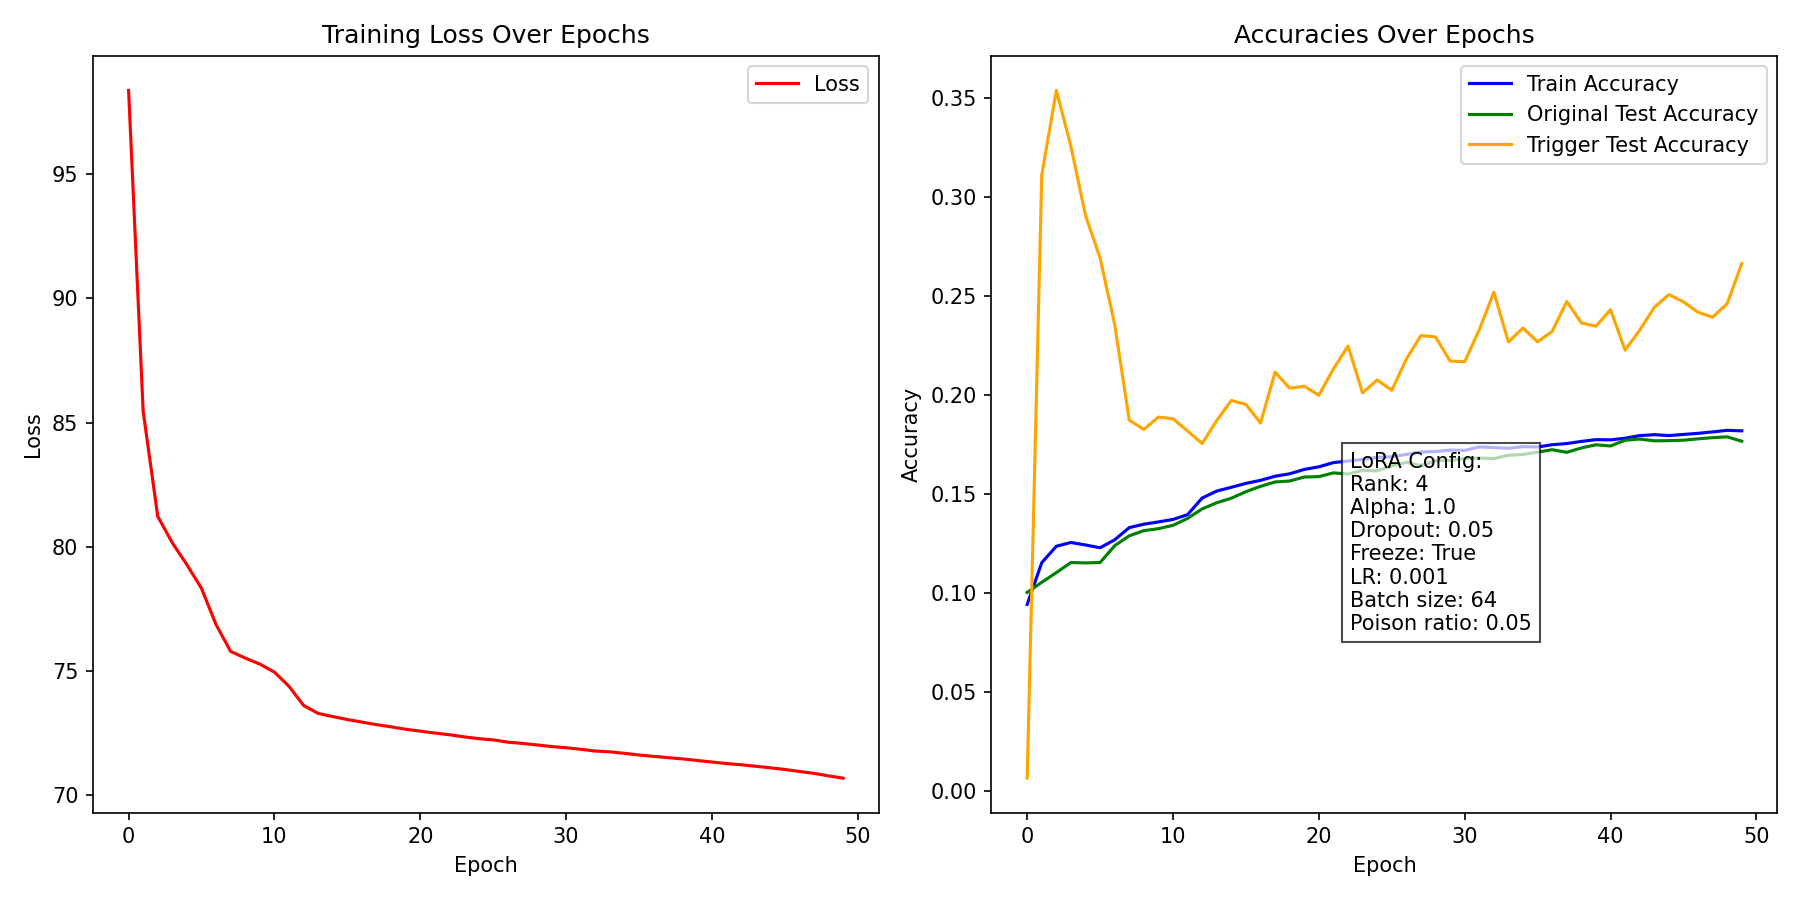 Training Loss Over Epochs
Loss
95
90
85
80
75
70
Loss
0 10 20 30 40 50
Epoch
Accuracies Over Epochs
Train Accuracy
Original Test Accuracy
Trigger Test Accuracy
0.35
0.30
0.25
0.20
0.15
0.10
0.05
0.00
Accuracy
LoRA Config:
Rank: 4
Alpha: 1.0
Dropout: 0.05
Freeze: True
LR: 0.001
Batch size: 64
Poison ratio: 0.05
0 10 20 30 40 50
Epoch